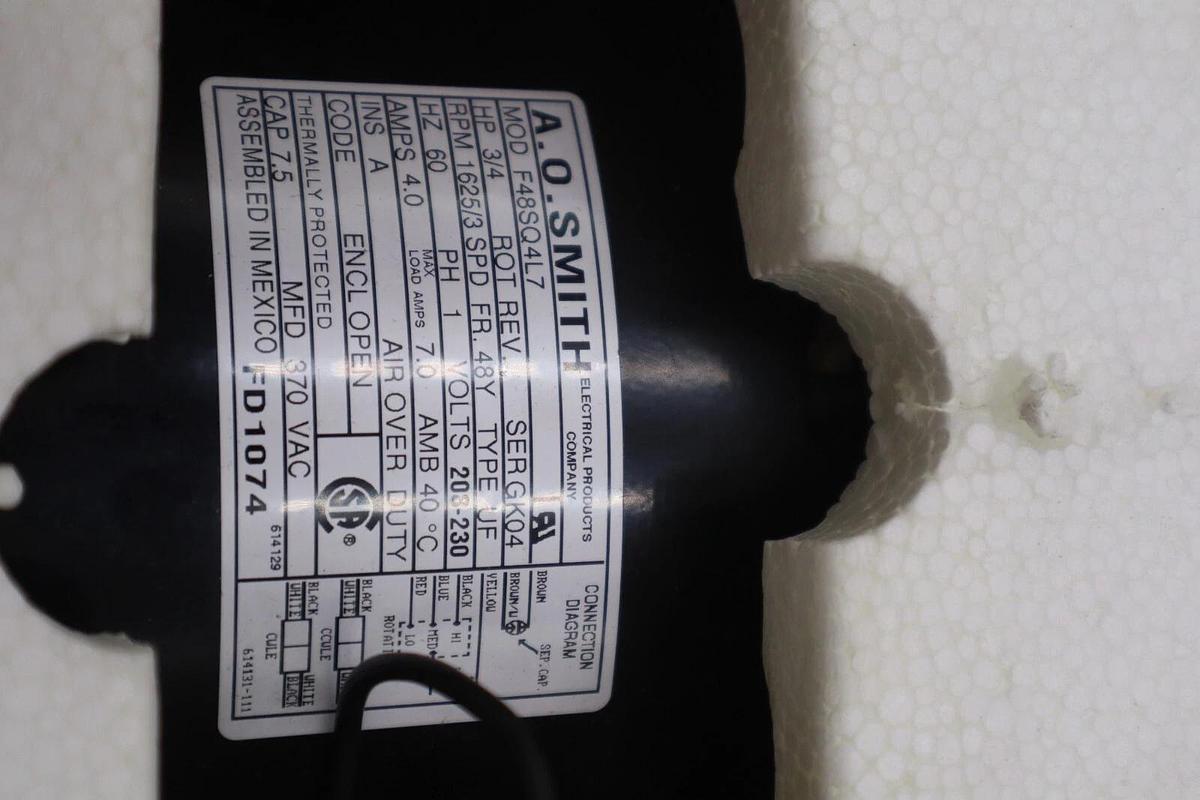 A.O.SMITH ELECTRICAL PRODUCTS COMPANY
MOD F48SQ4L7
HP 3/4 ROT REV. SER GK04
RPM 1625/3 SPD FR. 48Y TYPE UF
HZ 60 PH 1 VOLTS 208-230
AMPS 4.0 MAX LOAD AMPS 7.0 AMB 40 °C
INS A AIR OVER DUTY
CODE ENCL OPEN
THERMALLY PROTECTED
CAP 7.5 MFD 370 VAC
ASSEMBLED IN MEXICO FD1074
614129
SA®
CONNECTION
DIAGRAM
BROWN
SEP.CAP.
BROWN/W
YELLOW
BLACK HI
BLUE MED
RED LO
BLACK
WHITE WHITE
CCWLE
BLACK WHITE
WHITE BLACK
CWLE
614131-111